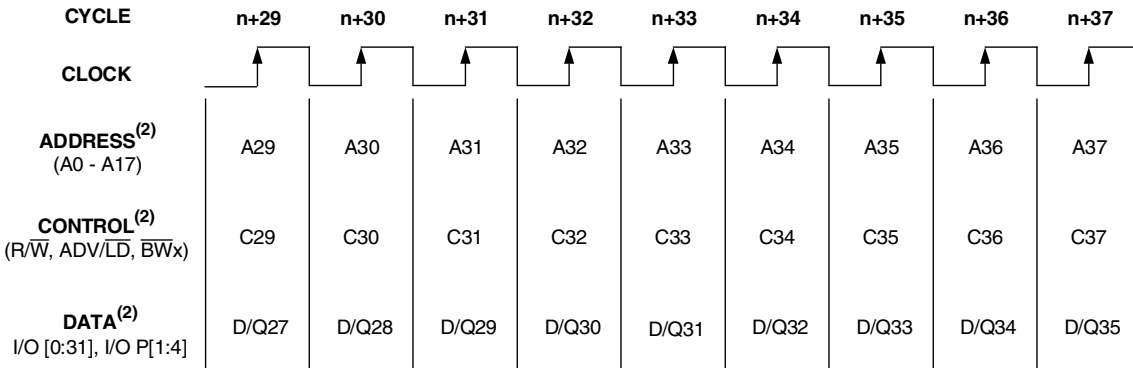 CYCLE n+29 n+30 n+31 n+32 n+33 n+34 n+35 n+36 n+37
CLOCK
ADDRESS(2) A29 A30 A31 A32 A33 A34 A35 A36 A37
(A0 - A17)
CONTROL(2) C29 C30 C31 C32 C33 C34 C35 C36 C37
(R/W̅, ADV/L̅D̅, B̅W̅x)
DATA(2) D/Q27 D/Q28 D/Q29 D/Q30 D/Q31 D/Q32 D/Q33 D/Q34 D/Q35
I/O [0:31], I/O P[1:4]